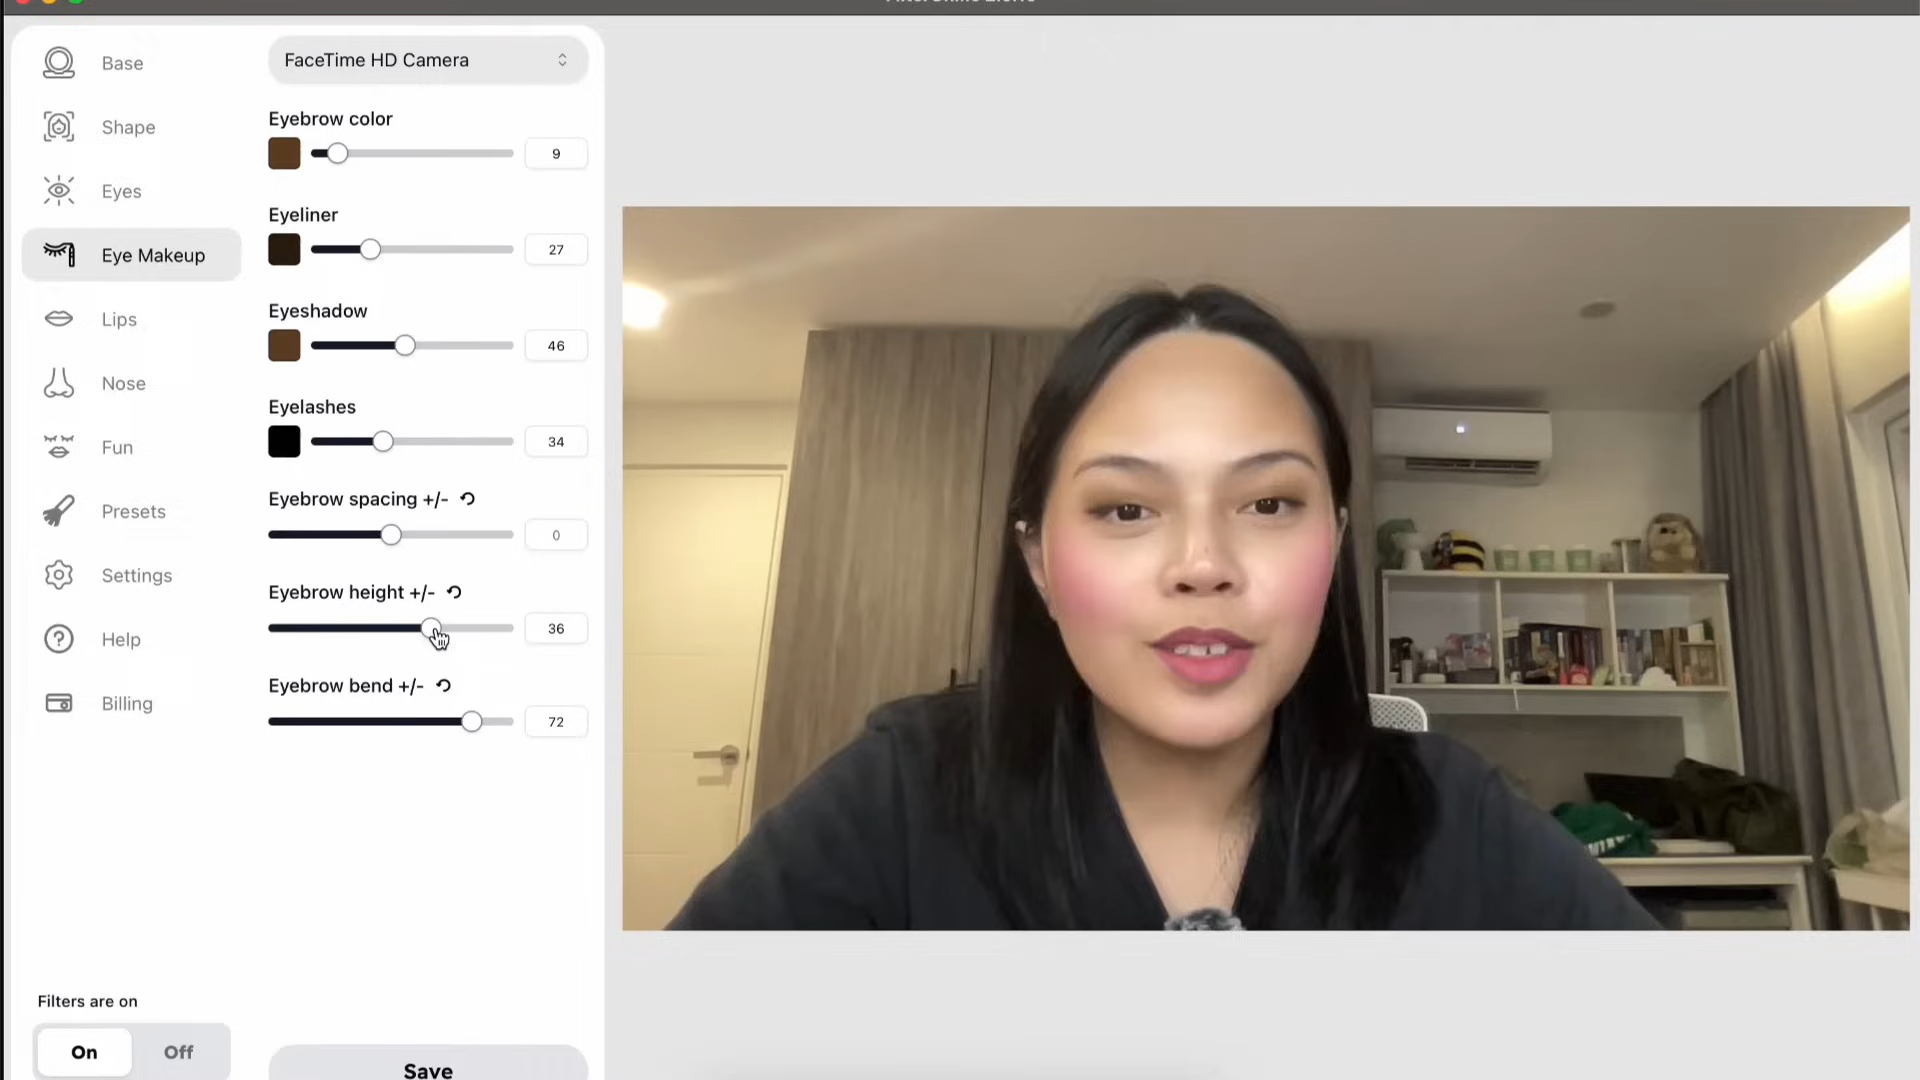 Base
Shape
Eyes
Eye Makeup
Lips
Nose
Fun
Presets
Settings
Help
Billing
Filters are on
On Off
FaceTime HD Camera
Eyebrow color
9
Eyeliner
27
Eyeshadow
46
Eyelashes
34
Eyebrow spacing +/-
0
Eyebrow height +/-
36
Eyebrow bend +/-
72
Save